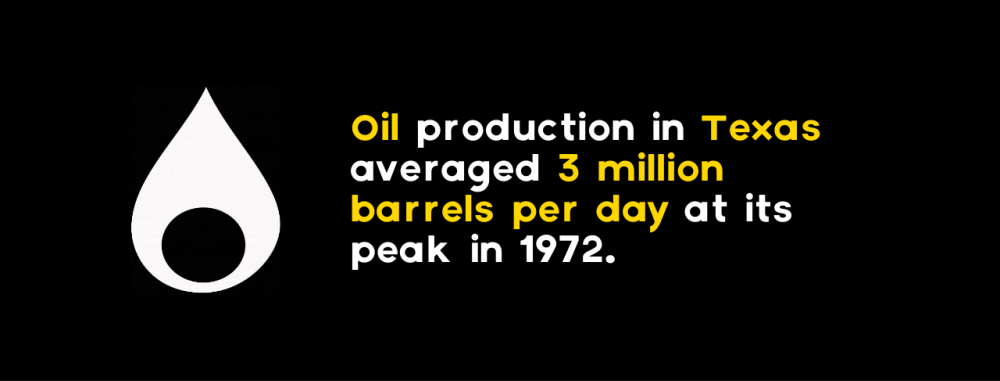 Oil production in Texas
averaged 3 million
barrels per day at its
peak in 1972.